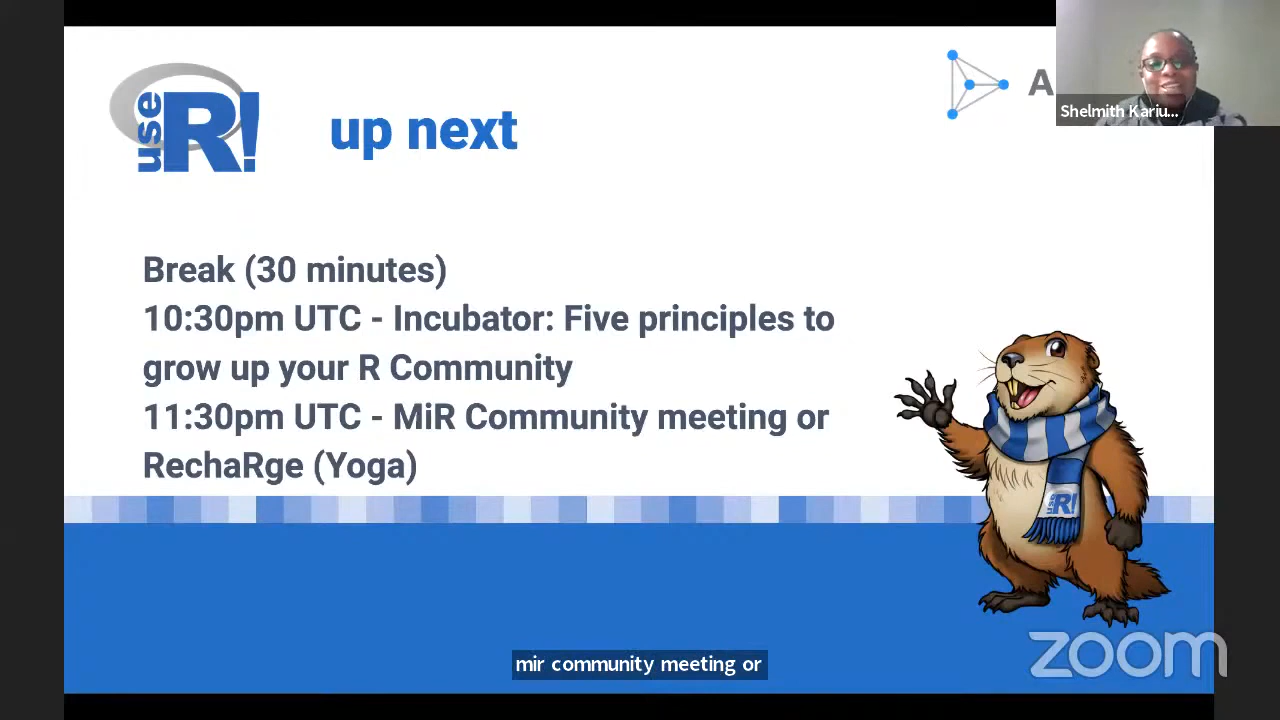 use R!
up next
A
Shelmith Kariu...
Break (30 minutes)
10:30pm UTC - Incubator: Five principles to
grow up your R Community
11:30pm UTC - MiR Community meeting or
RechaRge (Yoga)
R!
mir community meeting or
zoom